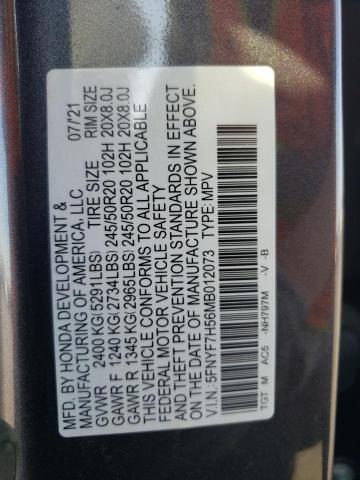 MFD. BY HONDA DEVELOPMENT & 07/21
MANUFACTURING OF AMERICA, LLC
GVWR 2400 KG(5291LBS) TIRE SIZE RIM SIZE
GAWR F 1240 KG(2734LBS) 245/50R20 102H 20X8.0J
GAWR R 1345 KG(2965LBS) 245/50R20 102H 20X8.0J
THIS VEHICLE CONFORMS TO ALL APPLICABLE
FEDERAL MOTOR VEHICLE SAFETY
AND THEFT PREVENTION STANDARDS IN EFFECT
ON THE DATE OF MANUFACTURE SHOWN ABOVE.
V.I.N.: 5FNYF7H56MB012073 TYPE: MPV
TGT M AC5 -NH797M -V -B